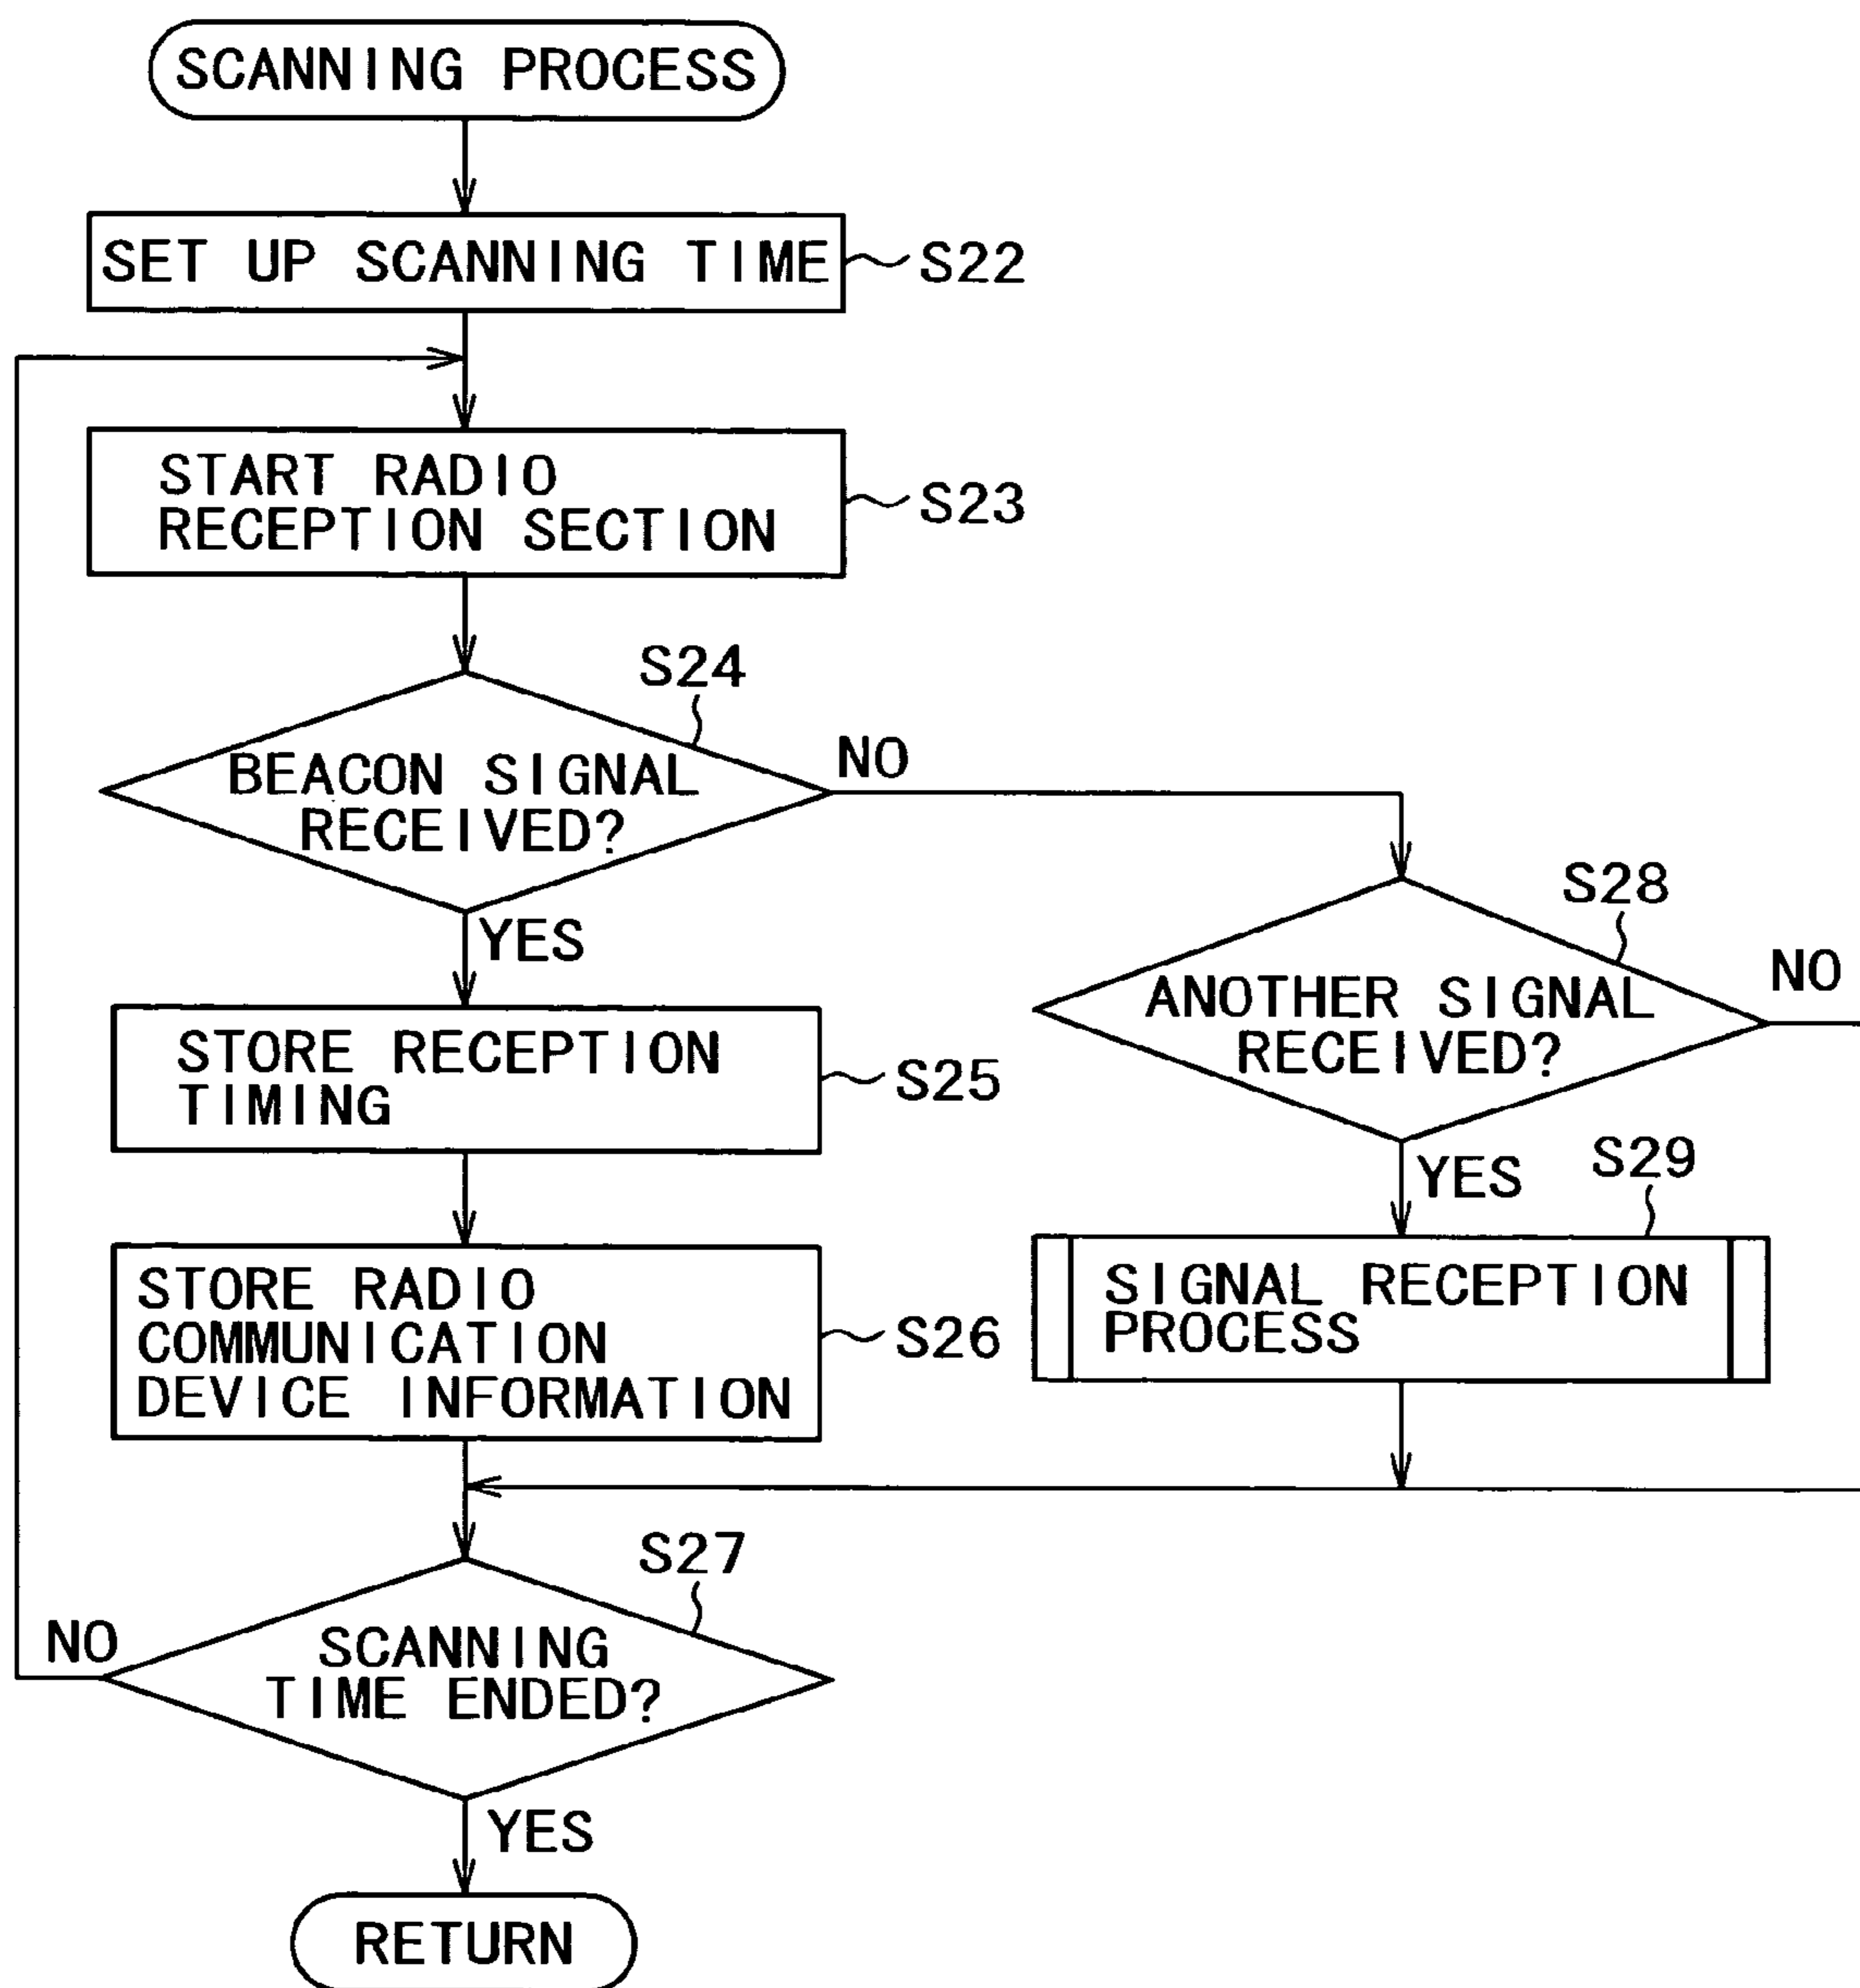 SCANNING PROCESS
SET UP SCANNING TIME
S22
START RADIO
RECEPTION SECTION
S23
S24
BEACON SIGNAL
RECEIVED?
NO
YES
STORE RECEPTION
TIMING
S25
STORE RADIO
COMMUNICATION
DEVICE INFORMATION
S26
S28
ANOTHER SIGNAL
RECEIVED?
NO
YES
S29
SIGNAL RECEPTION
PROCESS
S27
SCANNING
TIME ENDED?
NO
YES
RETURN